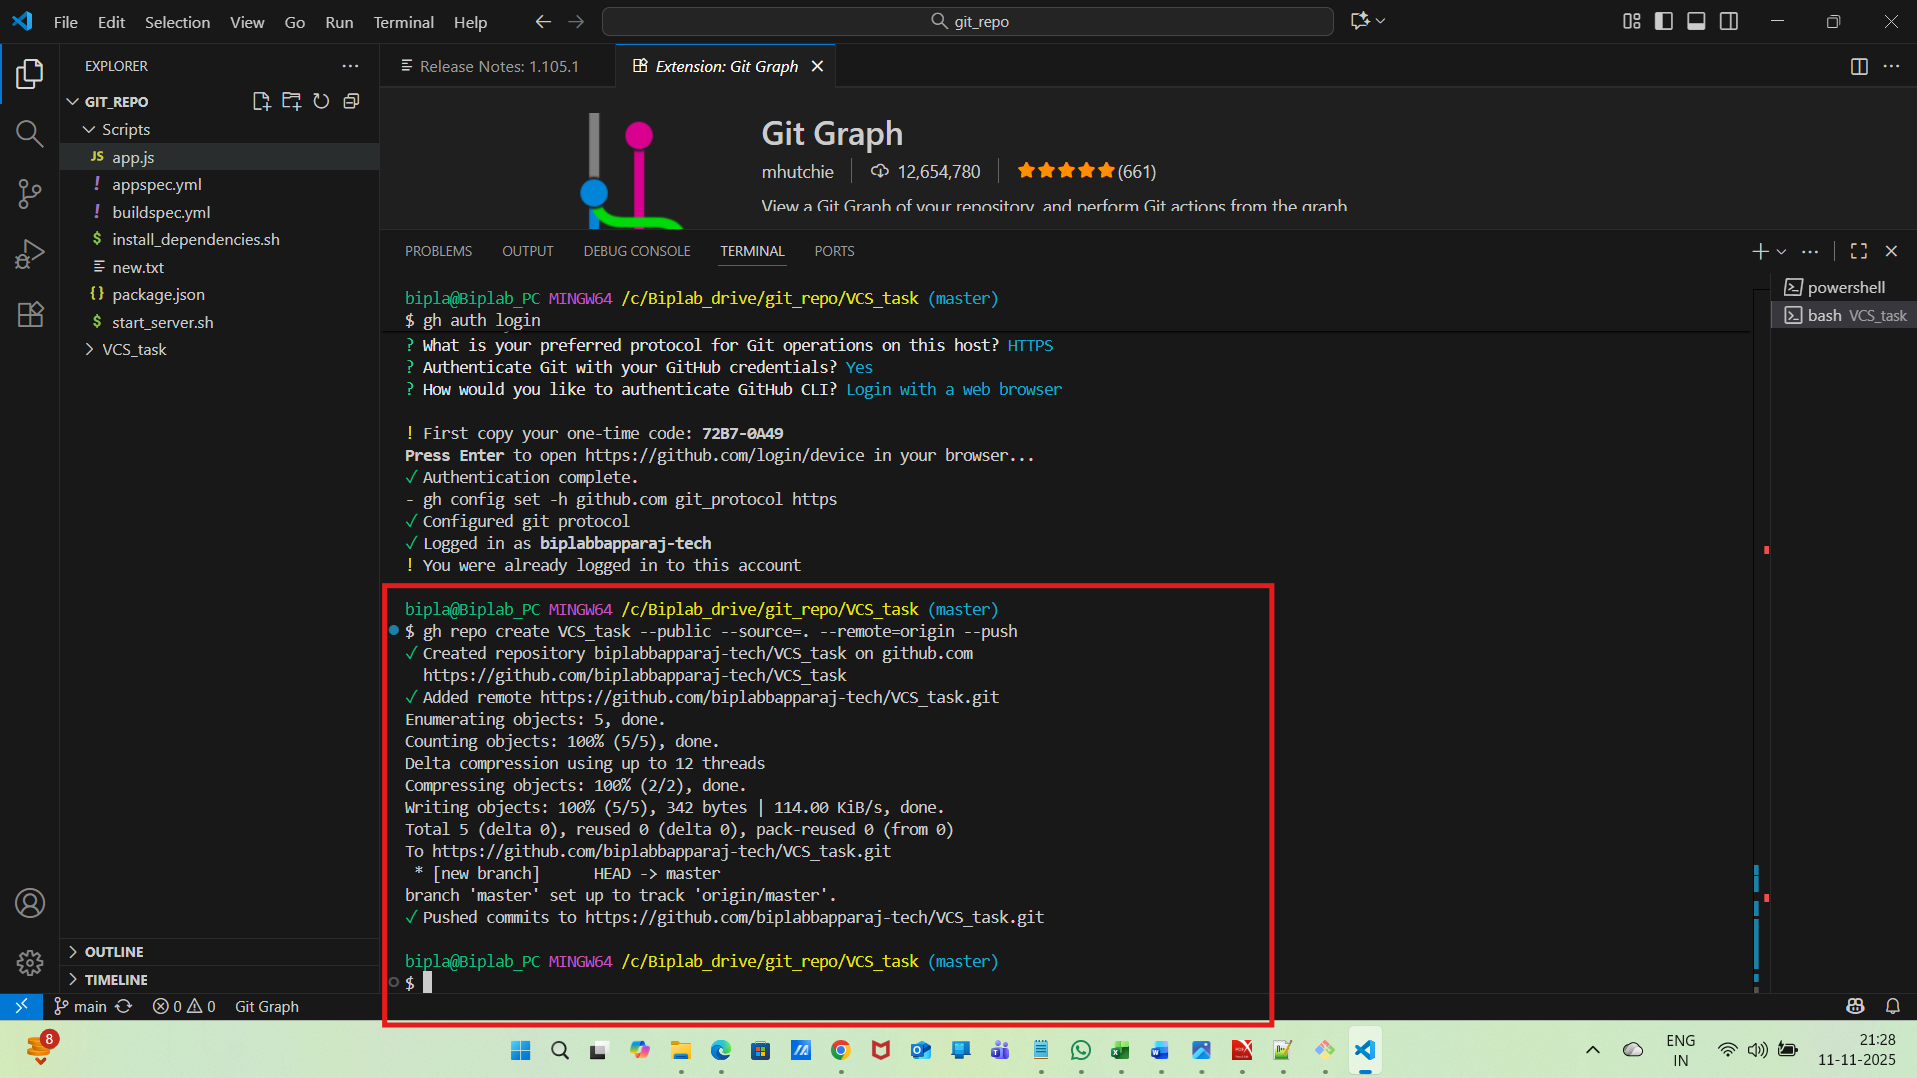 File Edit Selection View Go Run Terminal Help
git_repo
EXPLORER
GIT_REPO
Scripts
JS app.js
! appspec.yml
! buildspec.yml
$ install_dependencies.sh
new.txt
{} package.json
$ start_server.sh
VCS_task
OUTLINE
TIMELINE
Release Notes: 1.105.1
Extension: Git Graph
Git Graph
mhutchie 12,654,780 (661)
View a Git Graph of your repository, and perform Git actions from the graph
PROBLEMS OUTPUT DEBUG CONSOLE TERMINAL PORTS
powershell
bash VCS_task
bipla@Biplab_PC MINGW64 /c/Biplab_drive/git_repo/VCS_task (master)
$ gh auth login
? What is your preferred protocol for Git operations on this host? HTTPS
? Authenticate Git with your GitHub credentials? Yes
? How would you like to authenticate GitHub CLI? Login with a web browser
! First copy your one-time code: 72B7-0A49
Press Enter to open https://github.com/login/device in your browser...
✓ Authentication complete.
- gh config set -h github.com git_protocol https
✓ Configured git protocol
✓ Logged in as biplabbapparaj-tech
! You were already logged in to this account
bipla@Biplab_PC MINGW64 /c/Biplab_drive/git_repo/VCS_task (master)
$ gh repo create VCS_task --public --source=. --remote=origin --push
✓ Created repository biplabbapparaj-tech/VCS_task on github.com
https://github.com/biplabbapparaj-tech/VCS_task
✓ Added remote https://github.com/biplabbapparaj-tech/VCS_task.git
Enumerating objects: 5, done.
Counting objects: 100% (5/5), done.
Delta compression using up to 12 threads
Compressing objects: 100% (2/2), done.
Writing objects: 100% (5/5), 342 bytes | 114.00 KiB/s, done.
Total 5 (delta 0), reused 0 (delta 0), pack-reused 0 (from 0)
To https://github.com/biplabbapparaj-tech/VCS_task.git
* [new branch] HEAD -> master
branch 'master' set up to track 'origin/master'.
✓ Pushed commits to https://github.com/biplabbapparaj-tech/VCS_task.git
bipla@Biplab_PC MINGW64 /c/Biplab_drive/git_repo/VCS_task (master)
$
main 0 0 Git Graph
8
ENG
IN
21:28
11-11-2025